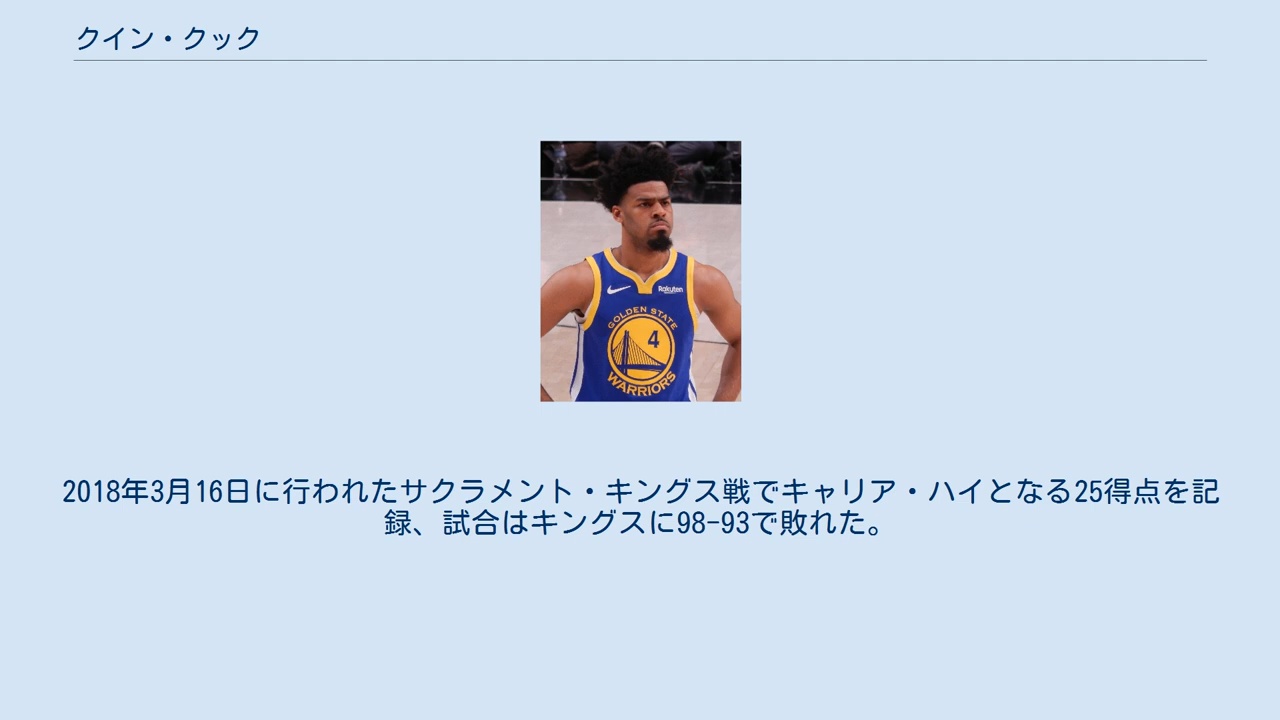 クイン・クック
Rakuten
GOLDEN STATE
4
WARRIORS
2018年3月16日に行われたサクラメント・キングス戦でキャリア・ハイとなる25得点を記
録、試合はキングスに98-93で敗れた。